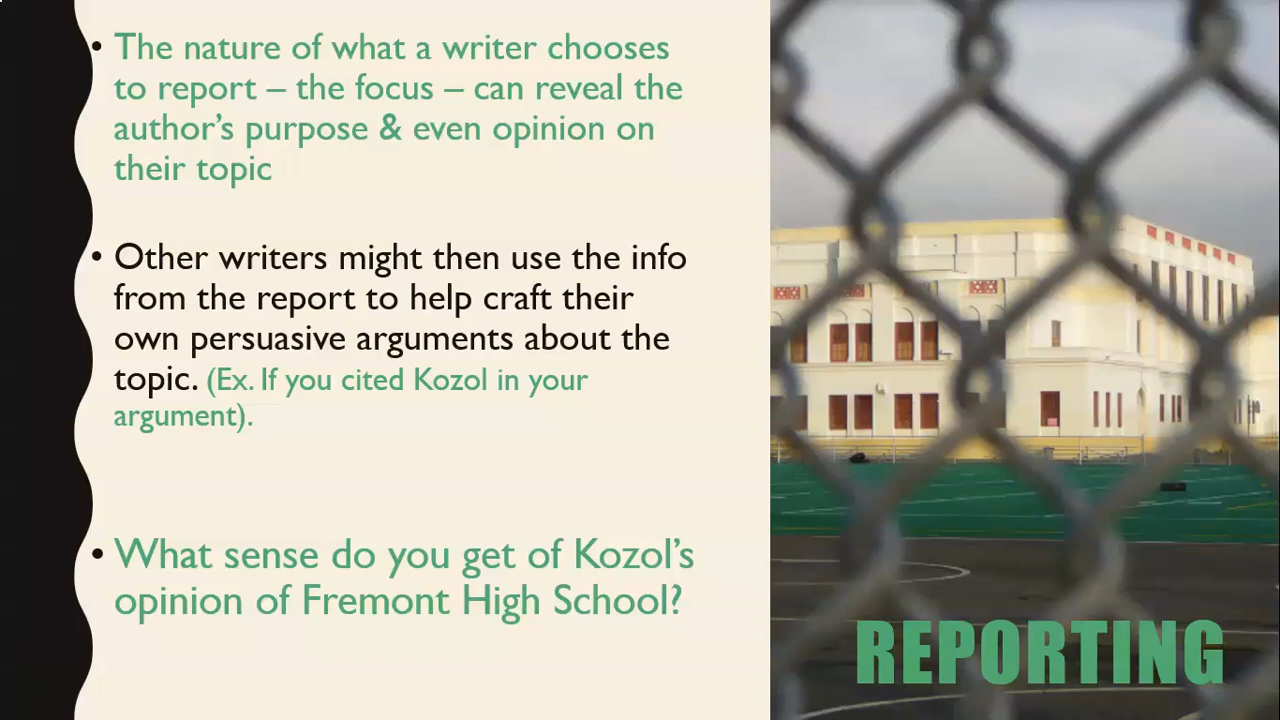 • The nature of what a writer chooses
to report – the focus – can reveal the
author's purpose & even opinion on
their topic
• Other writers might then use the info
from the report to help craft their
own persuasive arguments about the
topic. (Ex. If you cited Kozol in your
argument).
• What sense do you get of Kozol's
opinion of Fremont High School?
REPORTING